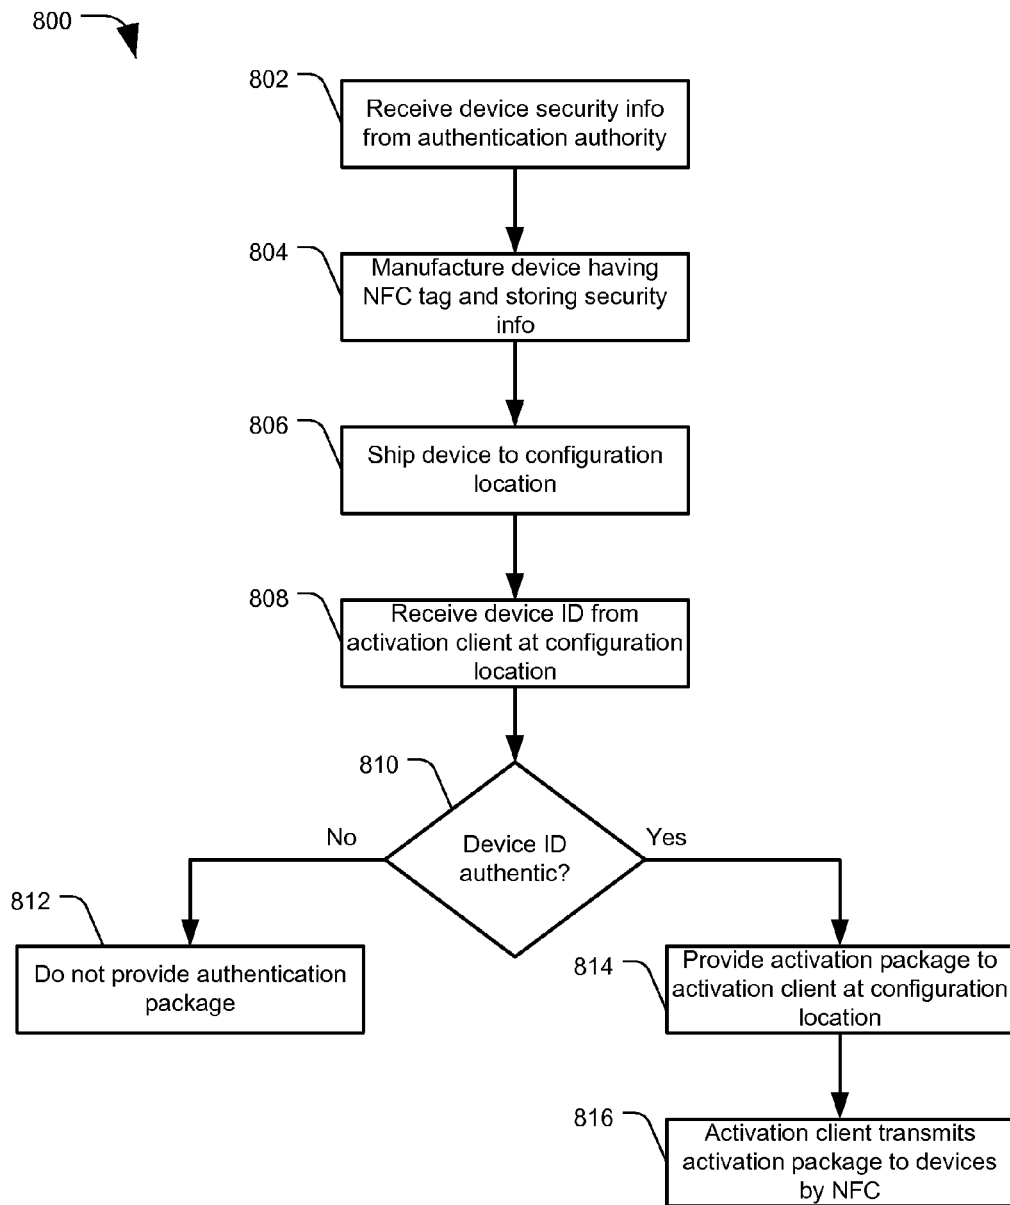 800
802
Receive device security info
from authentication authority
804
Manufacture device having
NFC tag and storing security
info
806
Ship device to configuration
location
808
Receive device ID from
activation client at configuration
location
810
Device ID
authentic?
No
Yes
812
Do not provide authentication
package
814
Provide activation package to
activation client at configuration
location
816
Activation client transmits
activation package to devices
by NFC